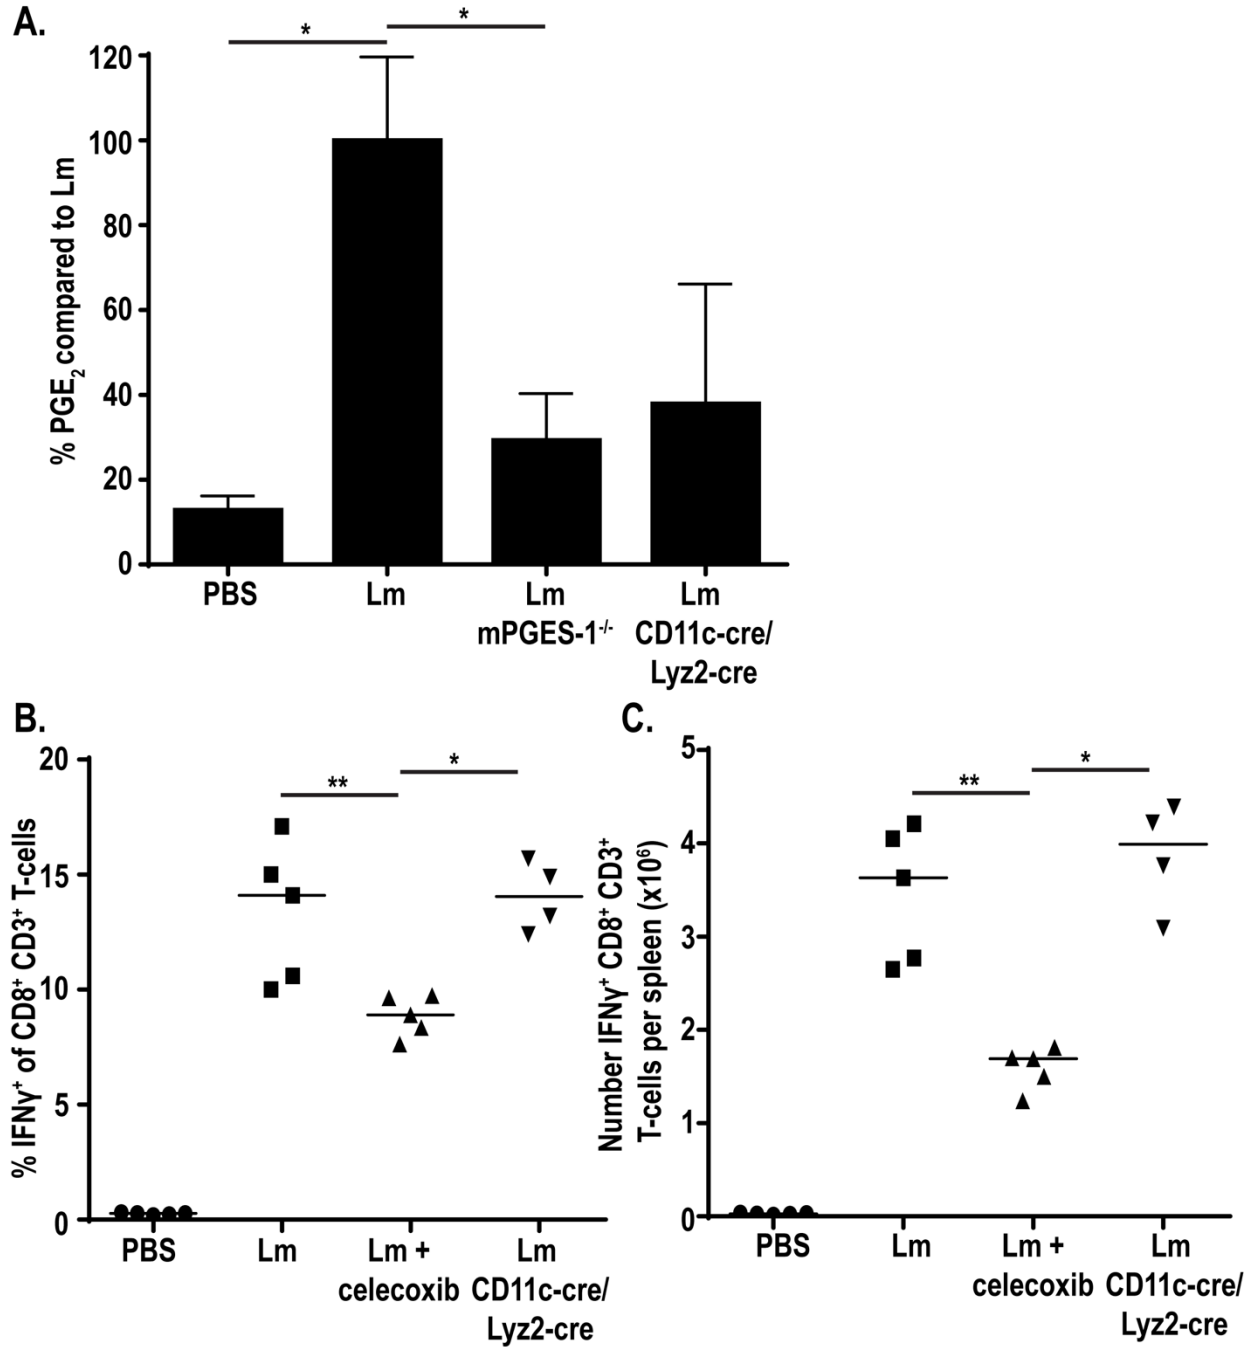 A.
* *
% PGE₂ compared to Lm
120
100
80
60
40
20
0
PBS Lm Lm Lm
mPGES-1⁻/⁻ CD11c-cre/
Lyz2-cre
B.
% IFNγ⁺ of CD8⁺ CD3⁺ T-cells
20
15
10
5
0
** *
PBS Lm Lm + Lm
celecoxib CD11c-cre/
Lyz2-cre
C.
Number IFNγ⁺ CD8⁺ CD3⁺
T-cells per spleen (x10⁶)
5
4
3
2
1
0
** *
PBS Lm Lm + Lm
celecoxib CD11c-cre/
Lyz2-cre